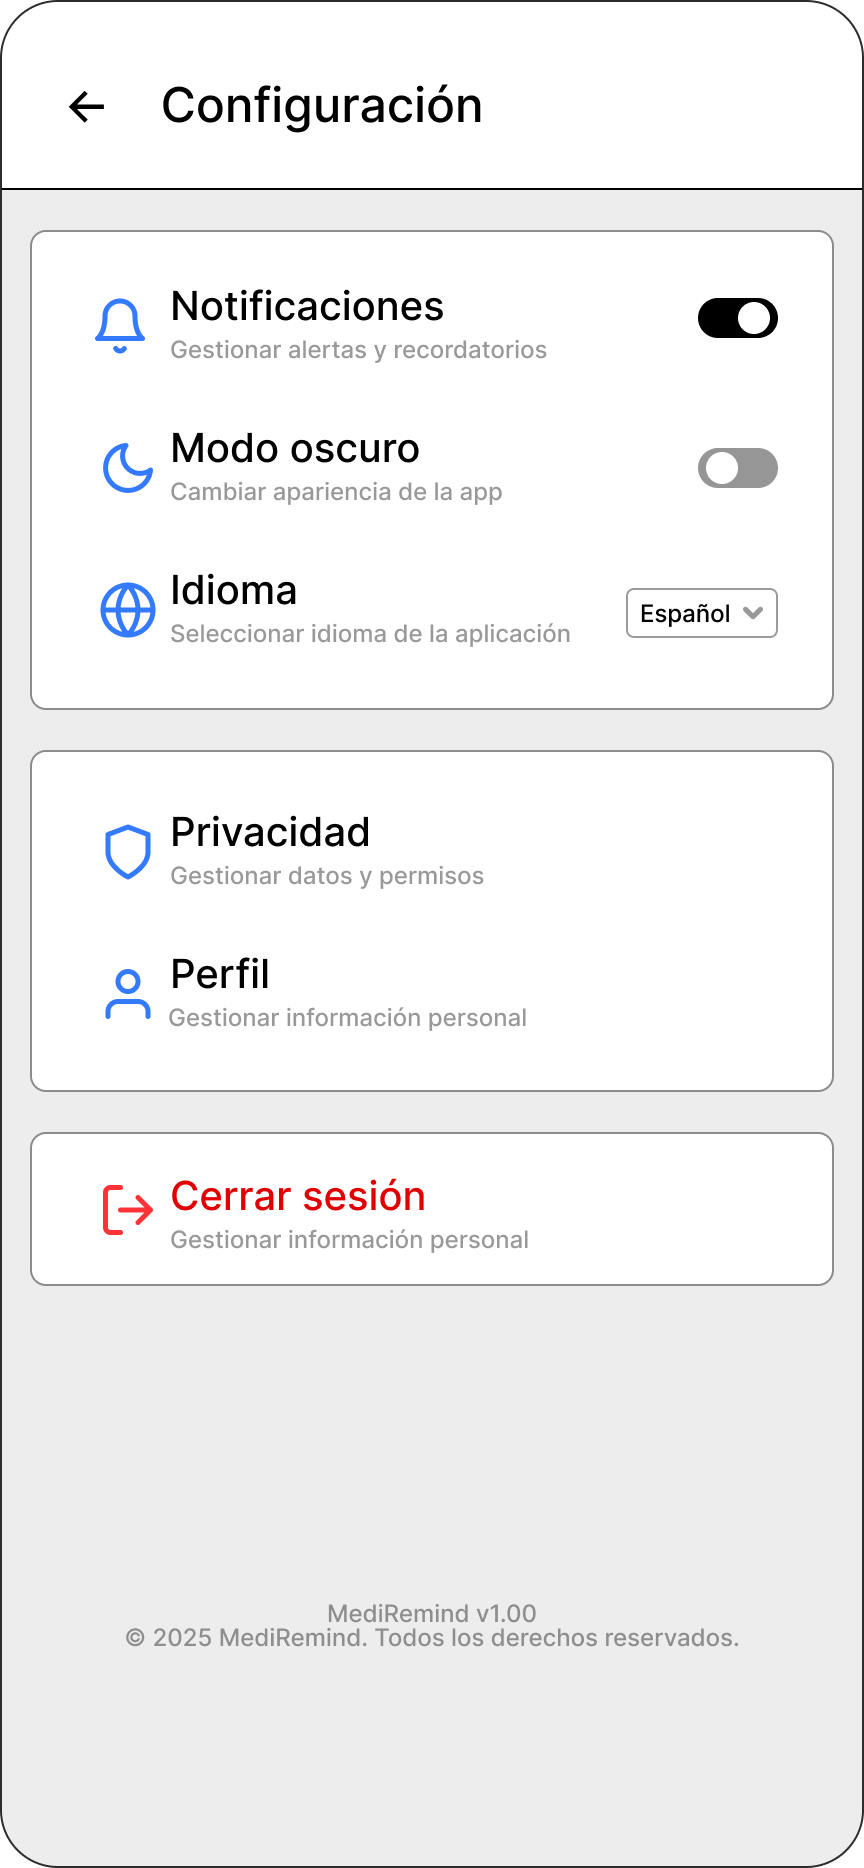 Configuración
Notificaciones
Gestionar alertas y recordatorios
Modo oscuro
Cambiar apariencia de la app
Idioma
Seleccionar idioma de la aplicación
Español
Privacidad
Gestionar datos y permisos
Perfil
Gestionar información personal
Cerrar sesión
Gestionar información personal
MediRemind v1.00
© 2025 MediRemind. Todos los derechos reservados.